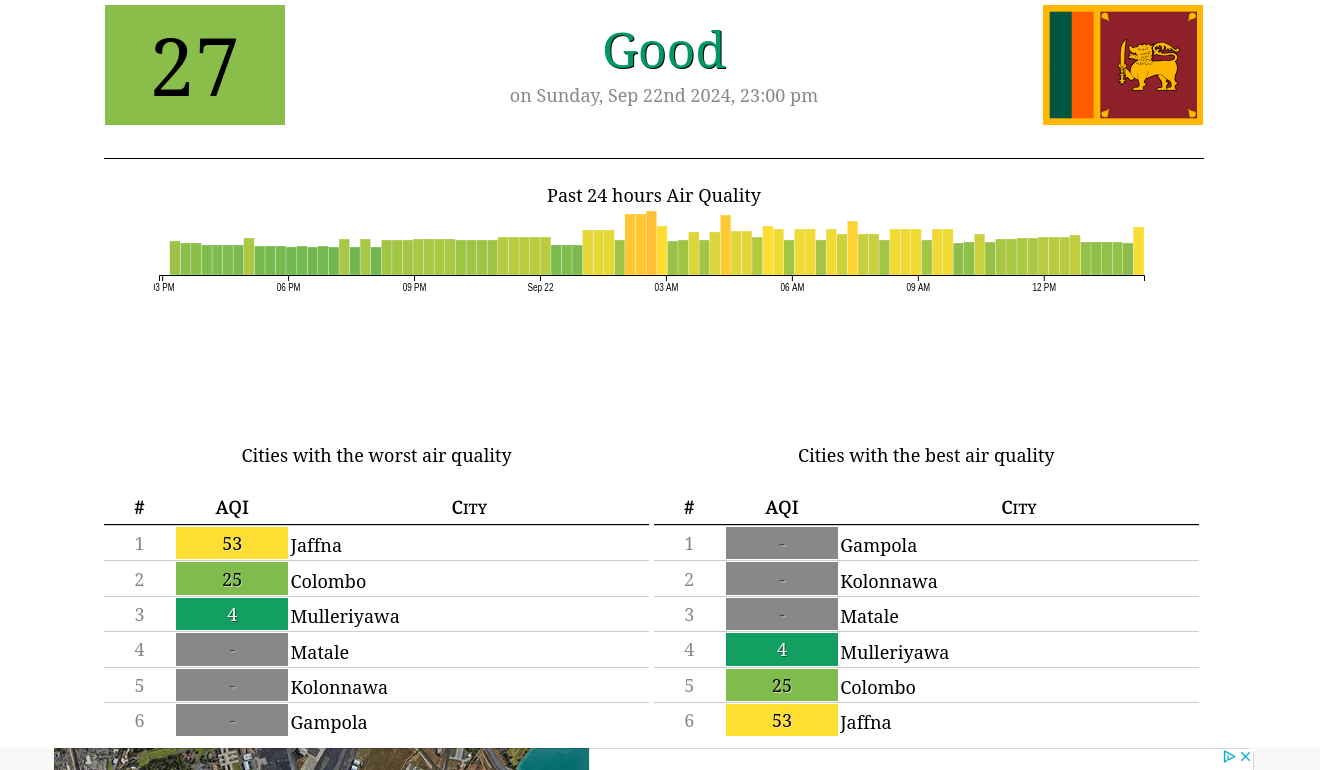 27
Good
on Sunday, Sep 22nd 2024, 23:00 pm
Past 24 hours Air Quality
3 PM 06 PM 09 PM Sep 22 03 AM 06 AM 09 AM 12 PM
Cities with the worst air quality
# AQI City
1 53 Jaffna
2 25 Colombo
3 4 Mulleriyawa
4 - Matale
5 - Kolonnawa
6 - Gampola
Cities with the best air quality
# AQI City
1 - Gampola
2 - Kolonnawa
3 - Matale
4 4 Mulleriyawa
5 25 Colombo
6 53 Jaffna